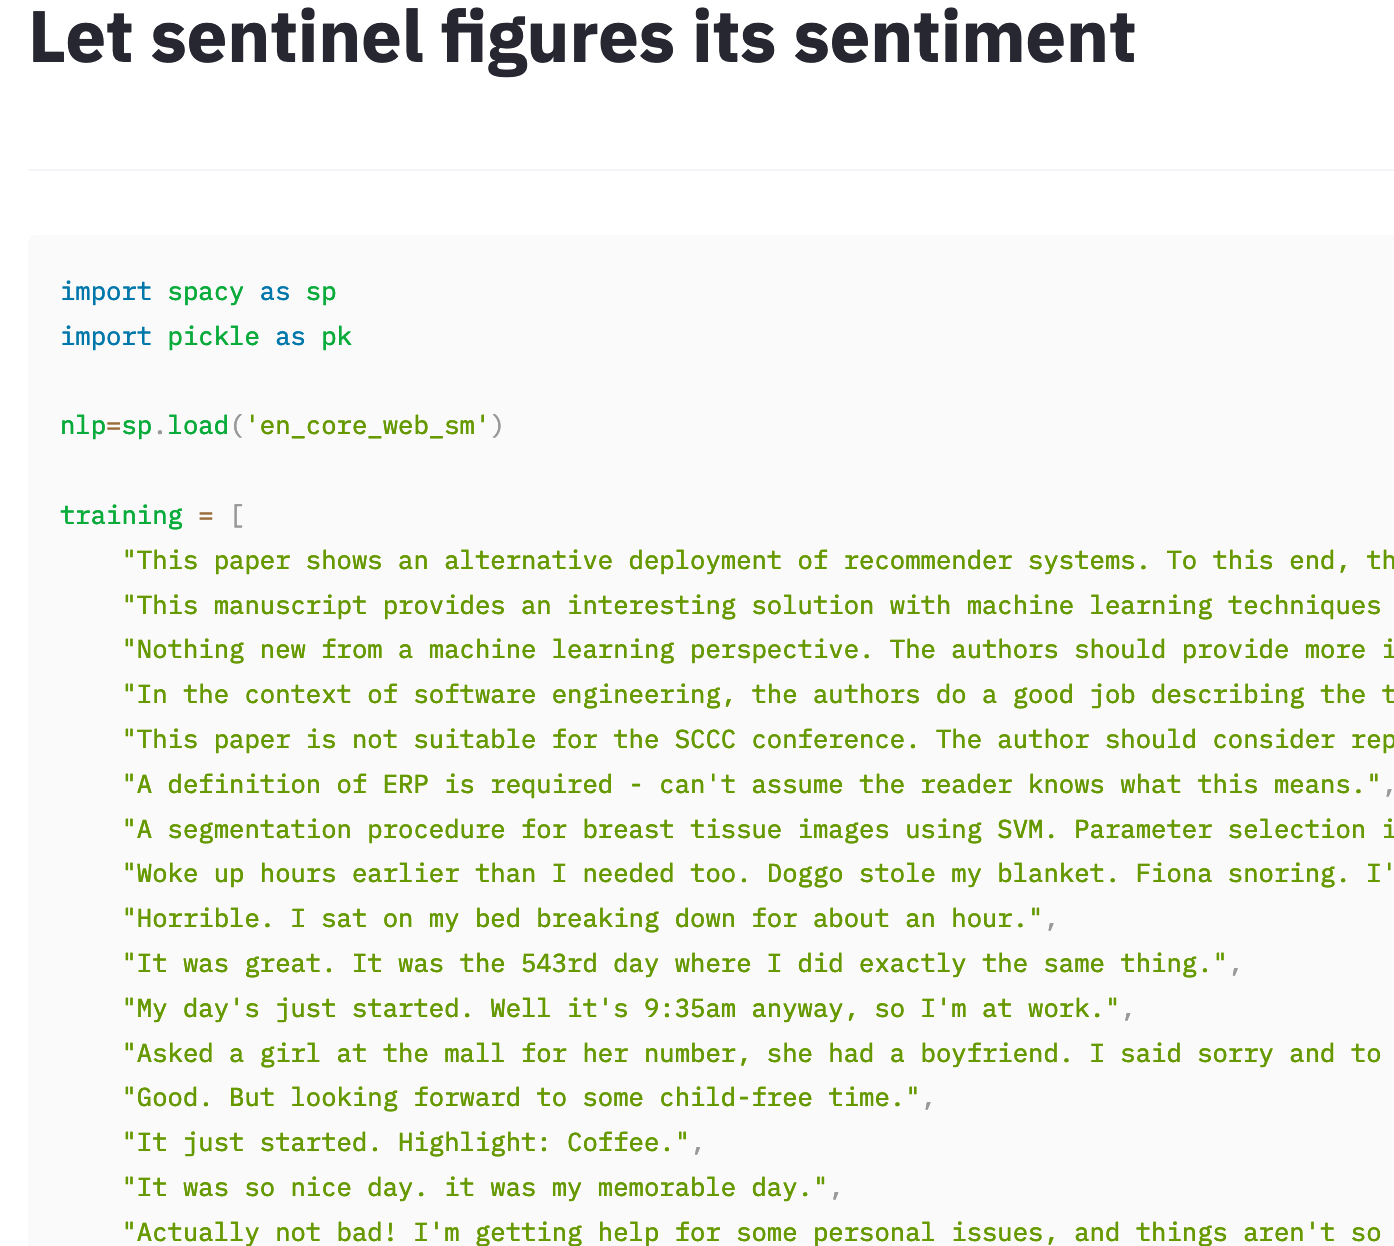 Let sentinel figures its sentiment
import spacy as sp
import pickle as pk
nlp=sp.load('en_core_web_sm')
training = [
"This paper shows an alternative deployment of recommender systems. To this end, th
"This manuscript provides an interesting solution with machine learning techniques
"Nothing new from a machine learning perspective. The authors should provide more i
"In the context of software engineering, the authors do a good job describing the t
"This paper is not suitable for the SCCC conference. The author should consider rep
"A definition of ERP is required - can't assume the reader knows what this means.",
"A segmentation procedure for breast tissue images using SVM. Parameter selection i
"Woke up hours earlier than I needed too. Doggo stole my blanket. Fiona snoring. I'
"Horrible. I sat on my bed breaking down for about an hour.",
"It was great. It was the 543rd day where I did exactly the same thing.",
"My day's just started. Well it's 9:35am anyway, so I'm at work.",
"Asked a girl at the mall for her number, she had a boyfriend. I said sorry and to
"Good. But looking forward to some child-free time.",
"It just started. Highlight: Coffee.",
"It was so nice day. it was my memorable day.",
"Actually not bad! I'm getting help for some personal issues, and things aren't so